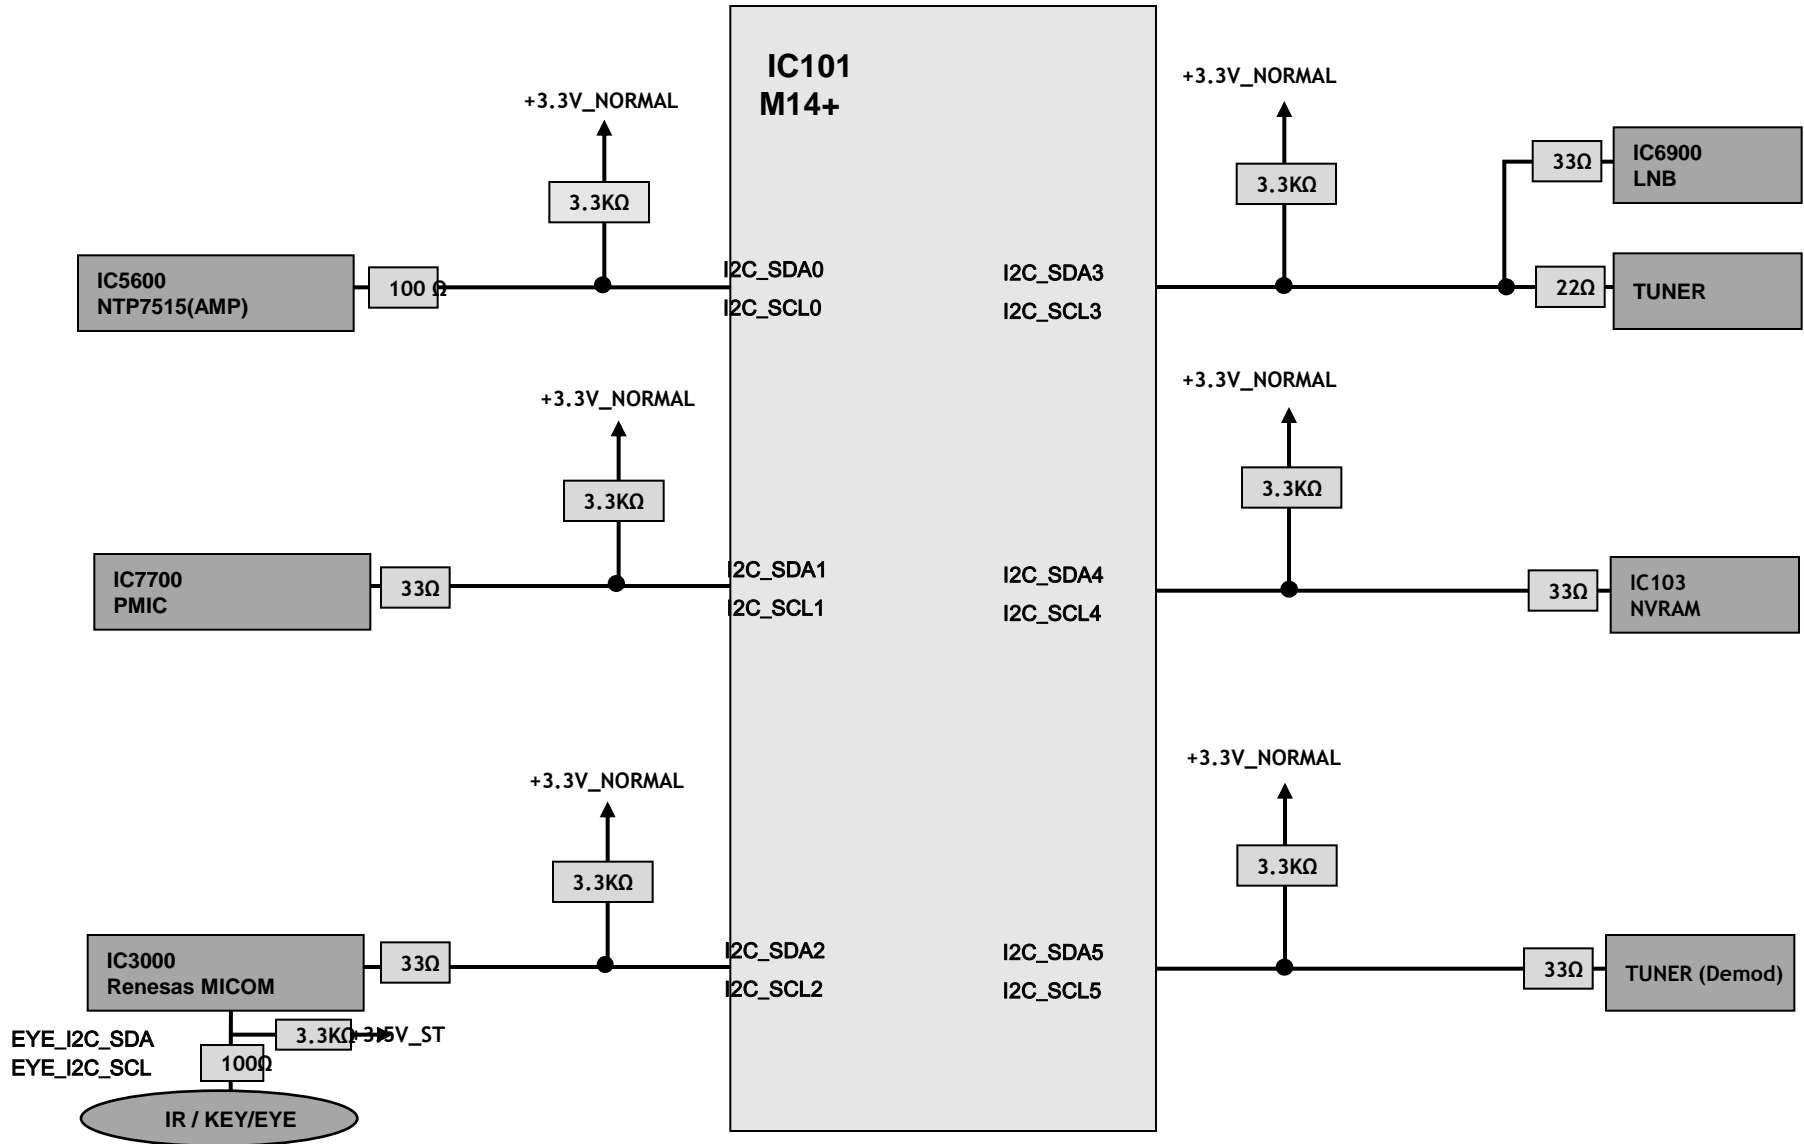 IC101
M14+
+3.3V_NORMAL
3.3KΩ
IC5600
NTP7515(AMP)
100 Ω
I2C_SDA0
I2C_SCL0
+3.3V_NORMAL
3.3KΩ
IC7700
PMIC
33Ω
I2C_SDA1
I2C_SCL1
+3.3V_NORMAL
3.3KΩ
IC3000
Renesas MICOM
33Ω
I2C_SDA2
I2C_SCL2
EYE_I2C_SDA
EYE_I2C_SCL
3.3KΩ
+3.5V_ST
100Ω
IR / KEY/EYE
+3.3V_NORMAL
3.3KΩ
I2C_SDA3
I2C_SCL3
33Ω
IC6900
LNB
22Ω
TUNER
+3.3V_NORMAL
3.3KΩ
I2C_SDA4
I2C_SCL4
33Ω
IC103
NVRAM
+3.3V_NORMAL
3.3KΩ
I2C_SDA5
I2C_SCL5
33Ω
TUNER (Demod)